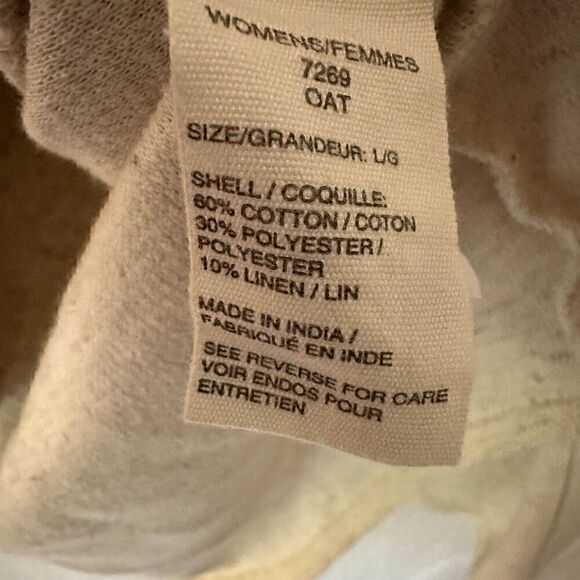 WOMENS/FEMMES
7269
OAT
SIZE/GRANDEUR: L/G
SHELL / COQUILLE:
60% COTTON / COTON
30% POLYESTER /
POLYESTER
10% LINEN / LIN
MADE IN INDIA /
FABRIQUÉ EN INDE
SEE REVERSE FOR CARE
VOIR ENDOS POUR
ENTRETIEN